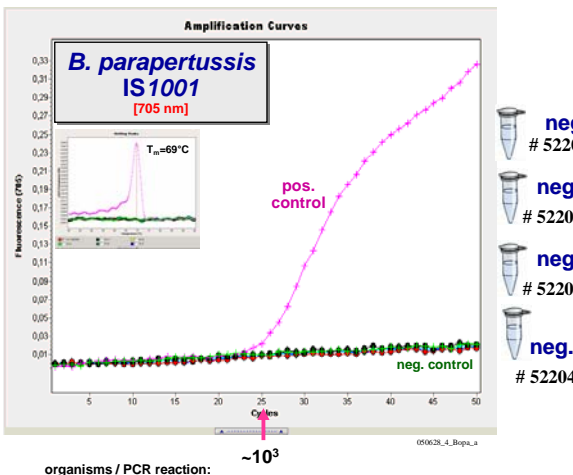 Amplification Curves
B. parapertussis
IS1001
[705 nm]
Melting Peaks
Tm=69°C
Fluorescence (705)
0,33
0,31
0,29
0,27
0,25
0,23
0,21
0,19
0,17
0,15
0,13
0,11
0,09
0,07
0,05
0,03
0,01
pos.
control
neg. control
5
10
15
20
25
30
35
40
45
50
Cycles
050628_4_Bopa_a
~10³
organisms / PCR reaction:
neg
# 5220
neg
# 5220
neg
# 5220
neg.
# 52204